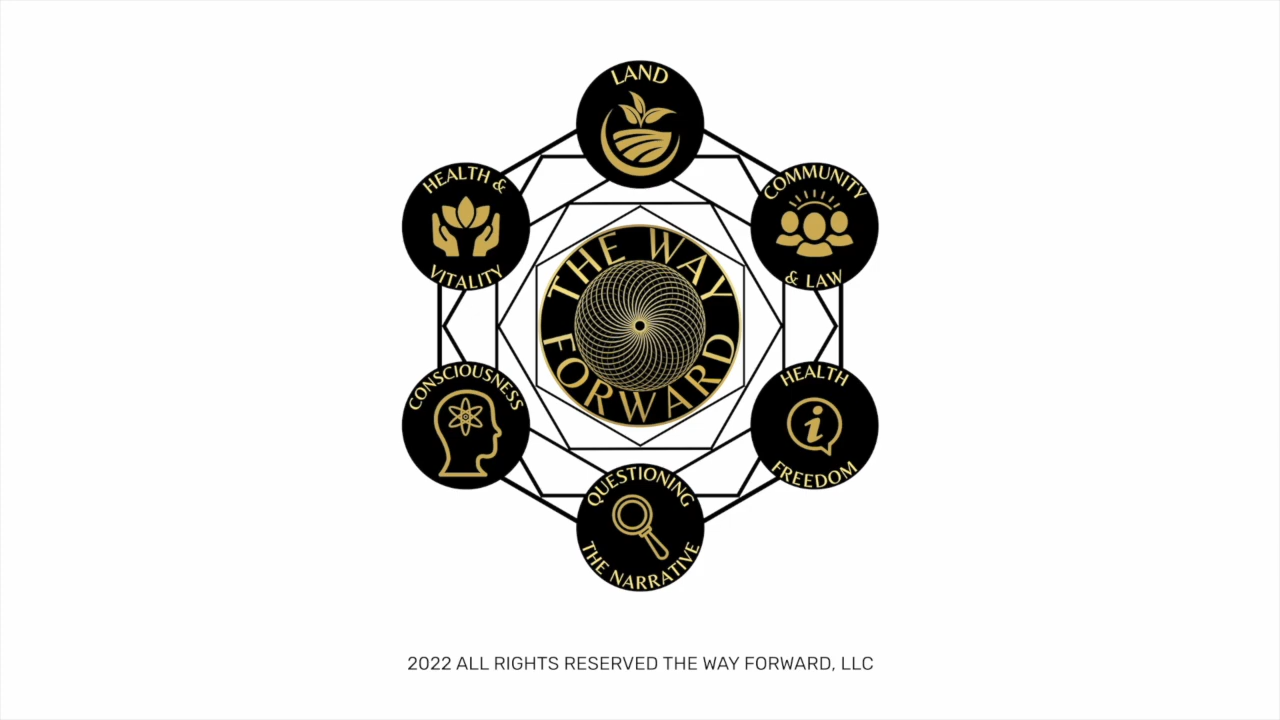 LAND
HEALTH &
VITALITY
COMMUNITY
& LAW
THE WAY
FORWARD
CONSCIOUSNESS
HEALTH
FREEDOM
QUESTIONING
THE NARRATIVE
2022 ALL RIGHTS RESERVED THE WAY FORWARD, LLC